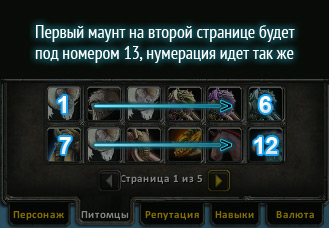 Первый маунт на второй странице будет
под номером 13, нумерация идет так же
1 6
7 12
Страница 1 из 5
Персонаж Питомцы Репутация Навыки Валюта